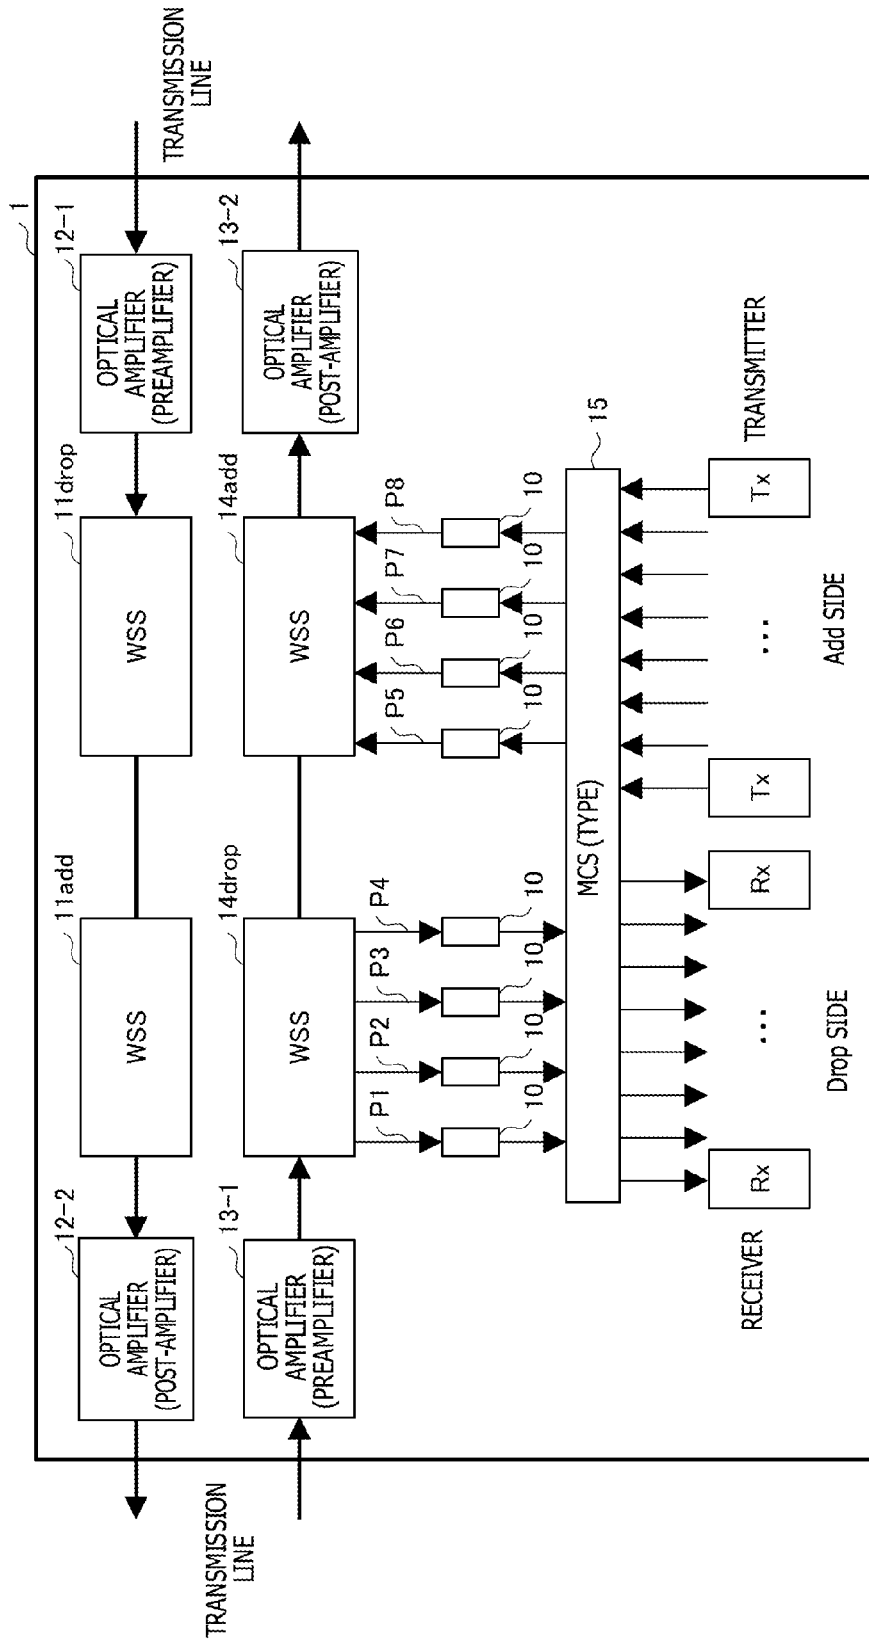 1
TRANSMISSION
LINE
12-2
OPTICAL
AMPLIFIER
(POST-AMPLIFIER)
11add
WSS
11drop
WSS
12-1
OPTICAL
AMPLIFIER
(PREAMPLIFIER)
TRANSMISSION
LINE
13-1
OPTICAL
AMPLIFIER
(PREAMPLIFIER)
14drop
WSS
14add
WSS
13-2
OPTICAL
AMPLIFIER
(POST-AMPLIFIER)
P1
P2
P3
P4
P5
P6
P7
P8
10
10
10
10
10
10
10
10
MCS (TYPE)
15
RECEIVER
Rx
...
Rx
Tx
...
Tx
TRANSMITTER
Drop SIDE
Add SIDE